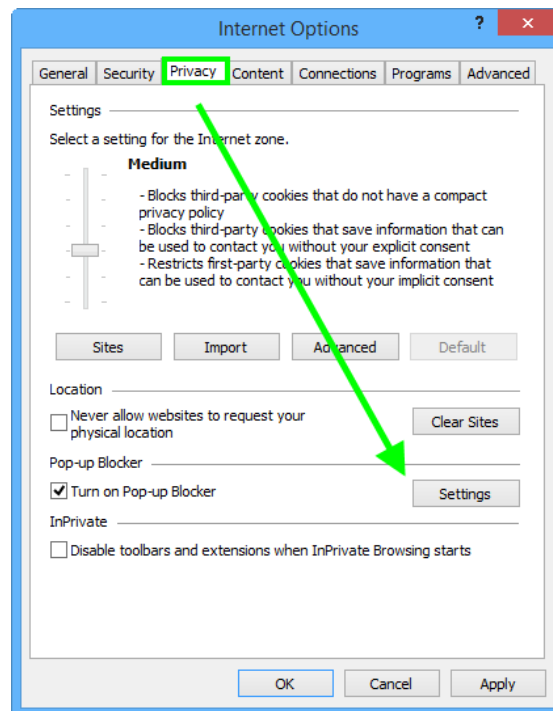 Internet Options
?
×
General Security Privacy Content Connections Programs Advanced
Settings
Select a setting for the Internet zone.
Medium
- Blocks third-party cookies that do not have a compact
privacy policy
- Blocks third-party cookies that save information that can
be used to contact you without your explicit consent
- Restricts first-party cookies that save information that
can be used to contact you without your implicit consent
Sites Import Advanced Default
Location
Never allow websites to request your
physical location
Clear Sites
Pop-up Blocker
Turn on Pop-up Blocker
Settings
InPrivate
Disable toolbars and extensions when InPrivate Browsing starts
OK Cancel Apply